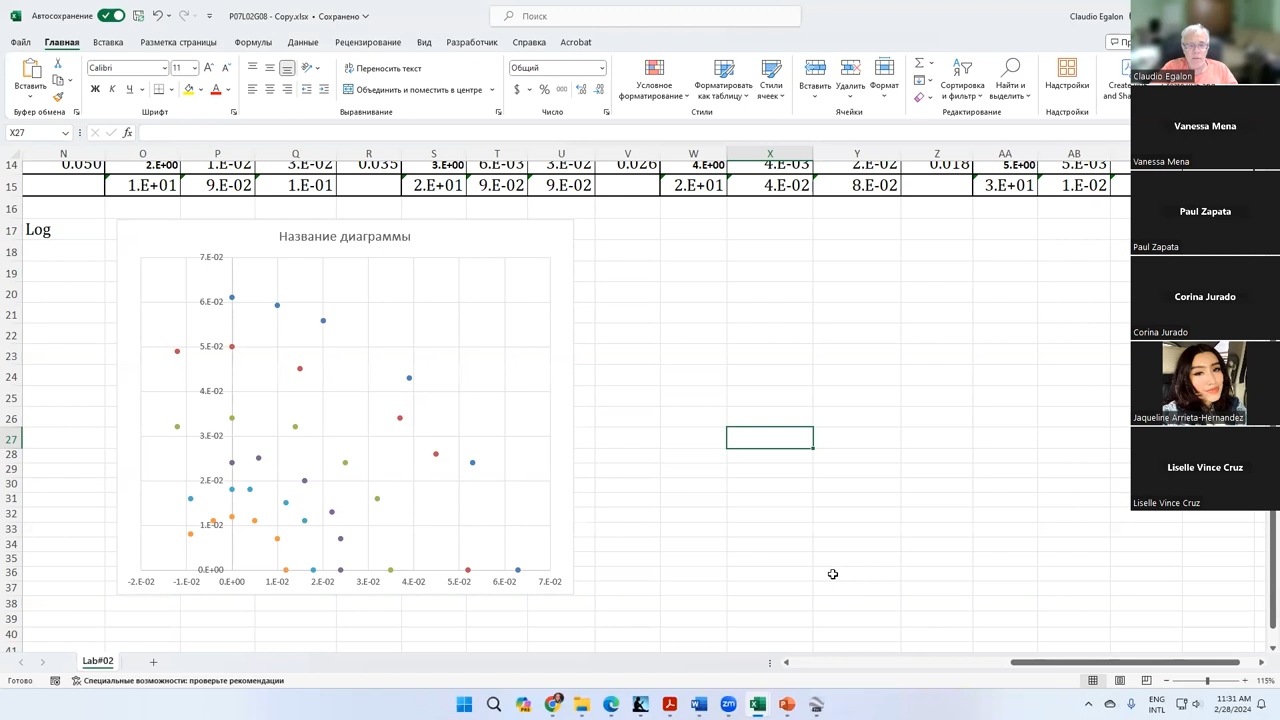 Автосохранение
P07L02G08 - Copy.xlsx • Сохранено
Поиск
Claudio Egalon
Файл Главная Вставка Разметка страницы Формулы Данные Рецензирование Вид Разработчик Справка Acrobat
Вставить
Буфер обмена
Calibri 11
Ж К Ч
Шрифт
Переносить текст
Объединить и поместить в центре
Выравнивание
Общий
Число
Условное форматирование
Форматировать как таблицу
Стили ячеек
Стили
Вставить
Удалить
Формат
Ячейки
Сортировка и фильтр
Найти и выделить
Редактирование
Надстройки
Надстройки
X27
N O P Q R S T U V W X Y Z AA AB
14 0.050 2.E+00 1.E-02 3.E-02 0.035 3.E+00 6.E-03 3.E-02 0.026 4.E+00 4.E-03 2.E-02 0.018 5.E+00 5.E-03
15 1.E+01 9.E-02 1.E-01 2.E+01 9.E-02 9.E-02 2.E+01 4.E-02 8.E-02 3.E+01 1.E-02
16
17 Log
18
19
20
21
22
23
24
25
26
27
28
29
30
31
32
33
34
35
36
37
38
39
40
41
Название диаграммы
7.E-02
6.E-02
5.E-02
4.E-02
3.E-02
2.E-02
1.E-02
0.E+00
-2.E-02 -1.E-02 0.E+00 1.E-02 2.E-02 3.E-02 4.E-02 5.E-02 6.E-02 7.E-02
Claudio Egalon
Vanessa Mena
Vanessa Mena
Paul Zapata
Paul Zapata
Corina Jurado
Corina Jurado
Jaqueline Arrieta-Hernandez
Liselle Vince Cruz
Liselle Vince Cruz
Lab#02
Готово
Специальные возможности: проверьте рекомендации
115%
ENG
INTL
11:31 AM
2/28/2024